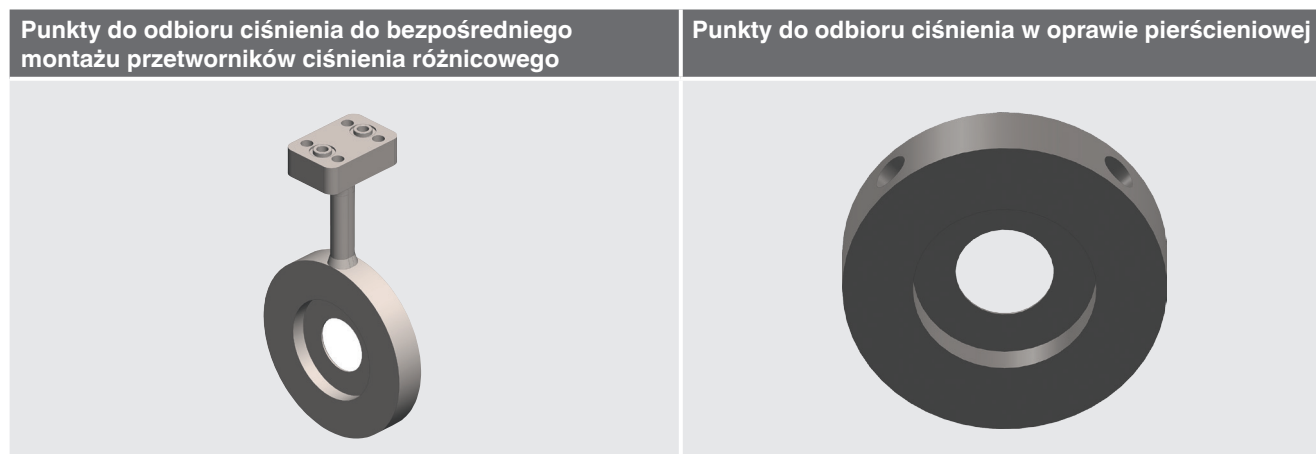 Punkty do odbioru ciśnienia do bezpośredniego
montażu przetworników ciśnienia różnicowego
Punkty do odbioru ciśnienia w oprawie pierścieniowej